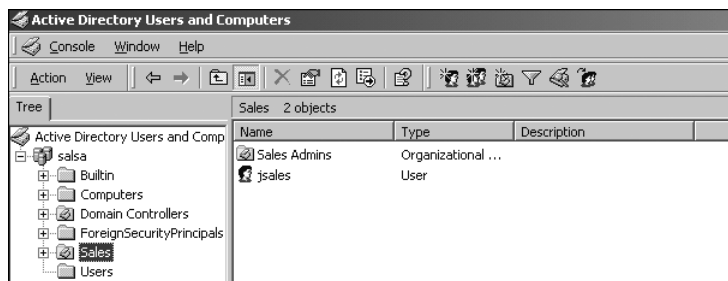 Active Directory Users and Computers
Console Window Help
Action View
Tree
Sales 2 objects
Active Directory Users and Comp
salsa
Builtin
Computers
Domain Controllers
ForeignSecurityPrincipals
Sales
Users
Name Type Description
Sales Admins Organizational ...
jsales User